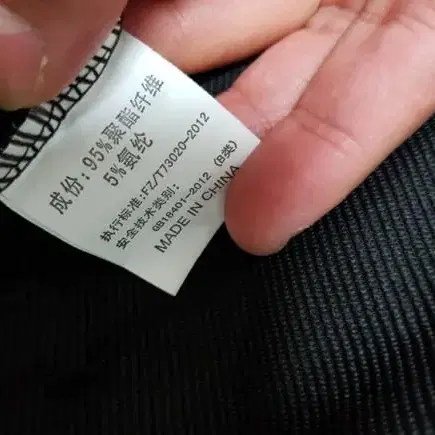 成份:95%聚酯纤维
5%氨纶
执行标准:FZ/T73020-2012
安全技术类别:
GB18401-2012 (B类)
MADE IN CHINA